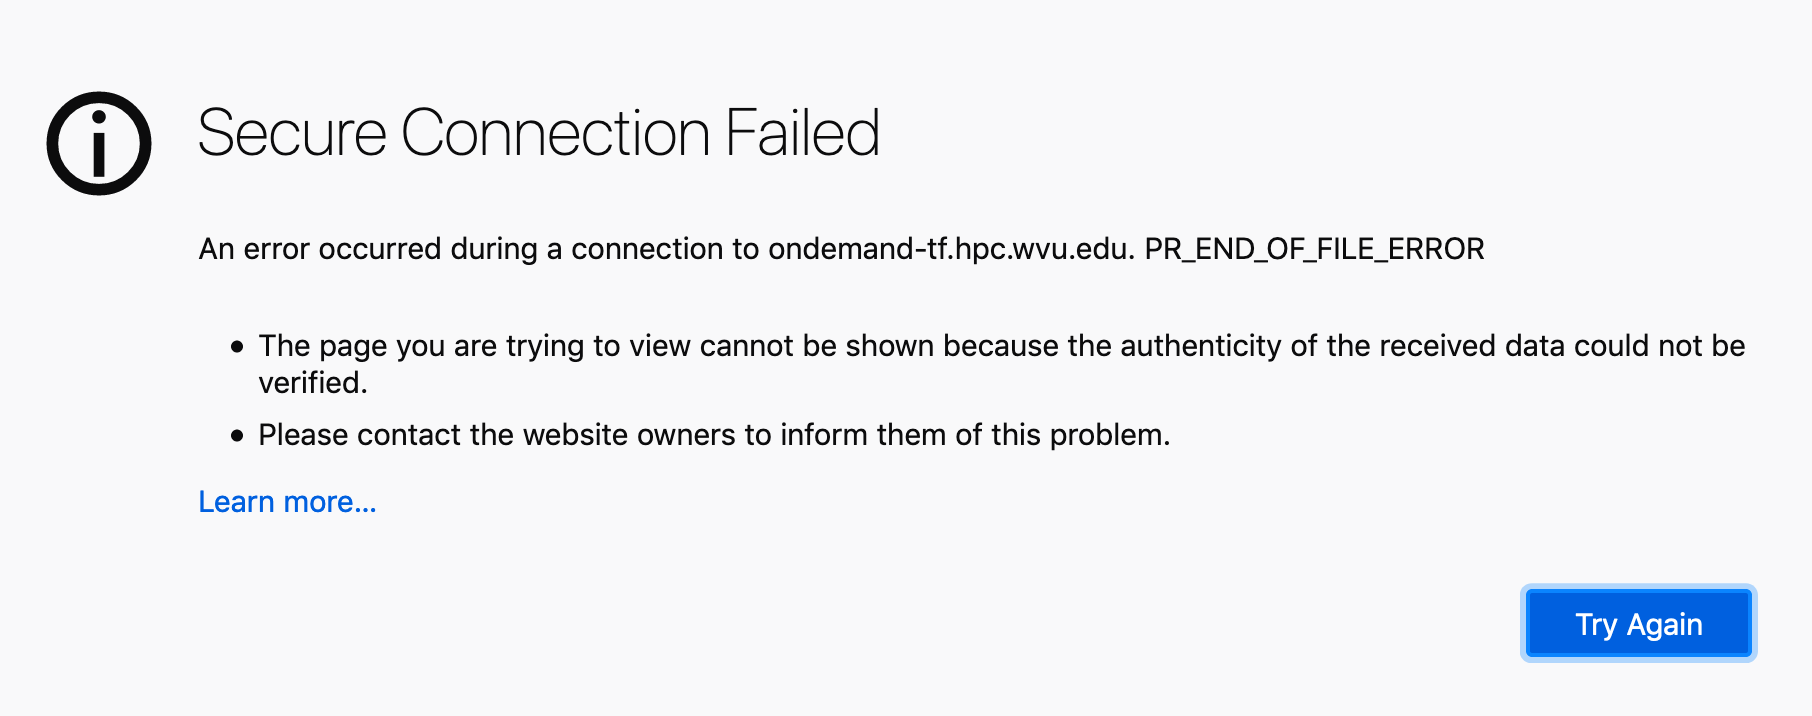 Secure Connection Failed
An error occurred during a connection to ondemand-tf.hpc.wvu.edu. PR_END_OF_FILE_ERROR
• The page you are trying to view cannot be shown because the authenticity of the received data could not be
verified.
• Please contact the website owners to inform them of this problem.
Learn more...
Try Again